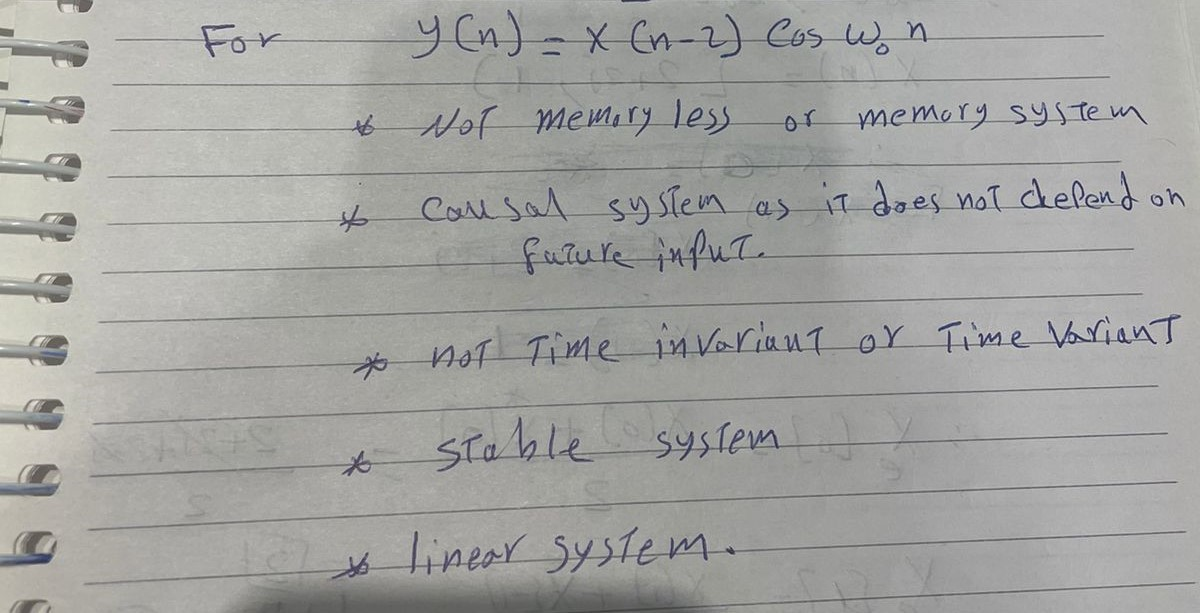 For y(n) = x(n-2) Cos ω₀ n
* Not memory less or memory system
* Causal system as it does not depend on
future input.
* not Time invariant or Time Variant
* stable system
* linear system.